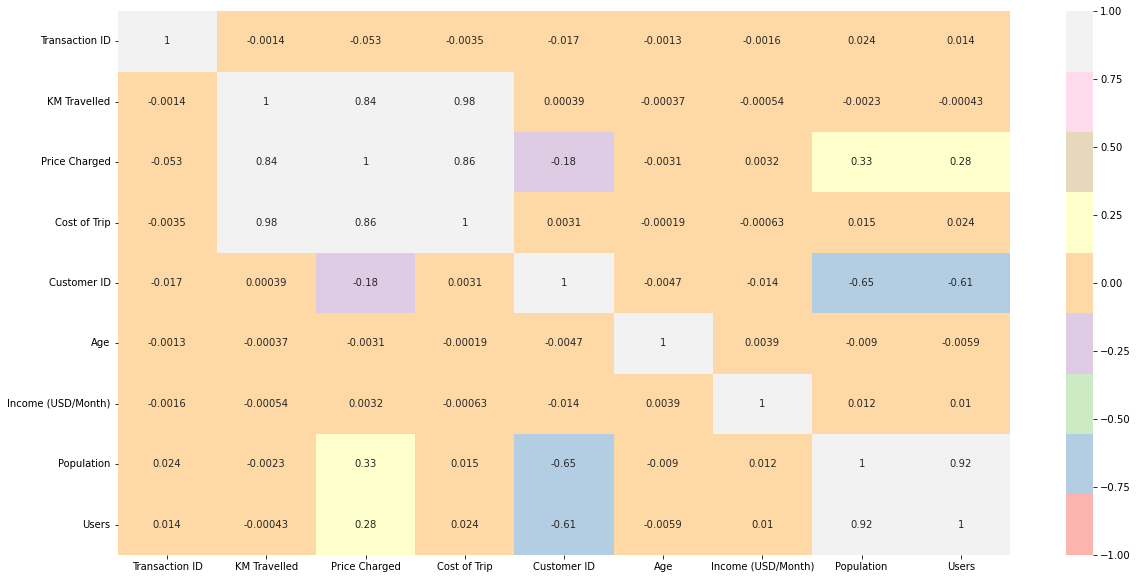 Transaction ID 1 -0.0014 -0.053 -0.0035 -0.017 -0.0013 -0.0016 0.024 0.014
KM Travelled -0.0014 1 0.84 0.98 0.00039 -0.00037 -0.00054 -0.0023 -0.00043
Price Charged -0.053 0.84 1 0.86 -0.18 -0.0031 0.0032 0.33 0.28
Cost of Trip -0.0035 0.98 0.86 1 0.0031 -0.00019 -0.00063 0.015 0.024
Customer ID -0.017 0.00039 -0.18 0.0031 1 -0.0047 -0.014 -0.65 -0.61
Age -0.0013 -0.00037 -0.0031 -0.00019 -0.0047 1 0.0039 -0.009 -0.0059
Income (USD/Month) -0.0016 -0.00054 0.0032 -0.00063 -0.014 0.0039 1 0.012 0.01
Population 0.024 -0.0023 0.33 0.015 -0.65 -0.009 0.012 1 0.92
Users 0.014 -0.00043 0.28 0.024 -0.61 -0.0059 0.01 0.92 1
Transaction ID KM Travelled Price Charged Cost of Trip Customer ID Age Income (USD/Month) Population Users
1.00
0.75
0.50
0.25
0.00
−0.25
−0.50
−0.75
−1.00